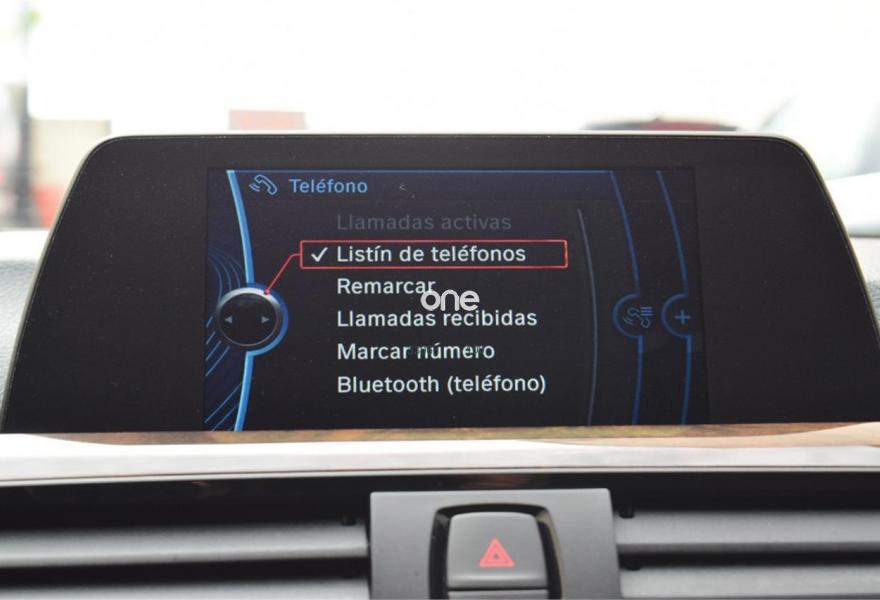 Teléfono
Llamadas activas
Listín de teléfonos
Remarcar
one
Llamadas recibidas
Marcar número
Bluetooth (teléfono)